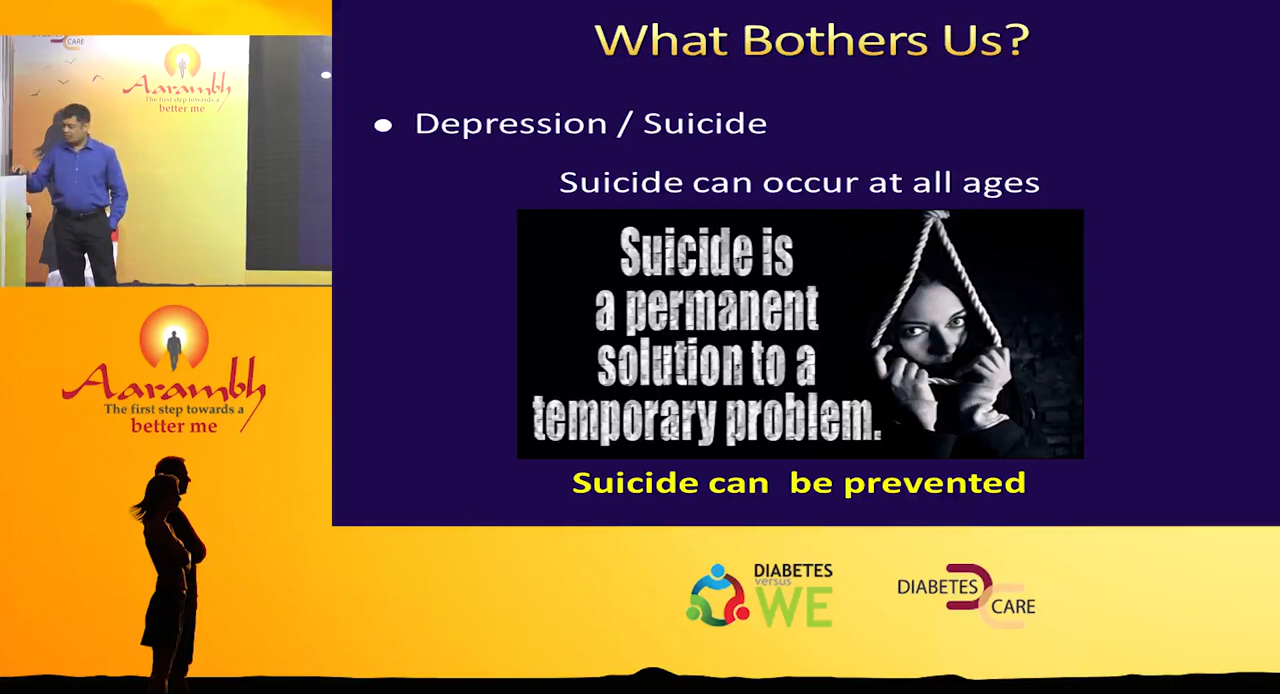 What Bothers Us?
CARE
Aarambh
The first step towards a
better me
Depression / Suicide
Suicide can occur at all ages
Suicide is
a permanent
solution to a
temporary problem.
Suicide can be prevented
Aarambh
The first step towards a
better me
DIABETES
versus
WE
DIABETES
CARE